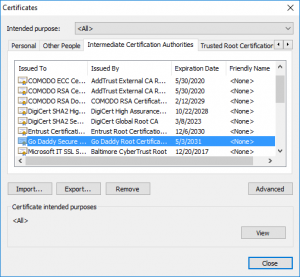 Certificates
Intended purpose: <All>
Personal Other People Intermediate Certification Authorities Trusted Root Certification
Issued To Issued By Expiration Date Friendly Name
COMODO ECC Ce... AddTrust External CA R... 5/30/2020 <None>
COMODO RSA Ce... AddTrust External CA R... 5/30/2020 <None>
COMODO RSA Do... COMODO RSA Certificat... 2/12/2029 <None>
DigiCert SHA2 Hig... DigiCert High Assurance... 10/22/2028 <None>
DigiCert SHA2 Se... DigiCert Global Root CA 3/8/2023 <None>
Entrust Certificati... Entrust Root Certificati... 12/6/2030 <None>
Go Daddy Secure ... Go Daddy Root Certifica... 5/3/2031 <None>
Microsoft IT SSL S... Baltimore CyberTrust Root 12/20/2017 <None>
Import... Export... Remove Advanced
Certificate intended purposes
<All>
View
Close